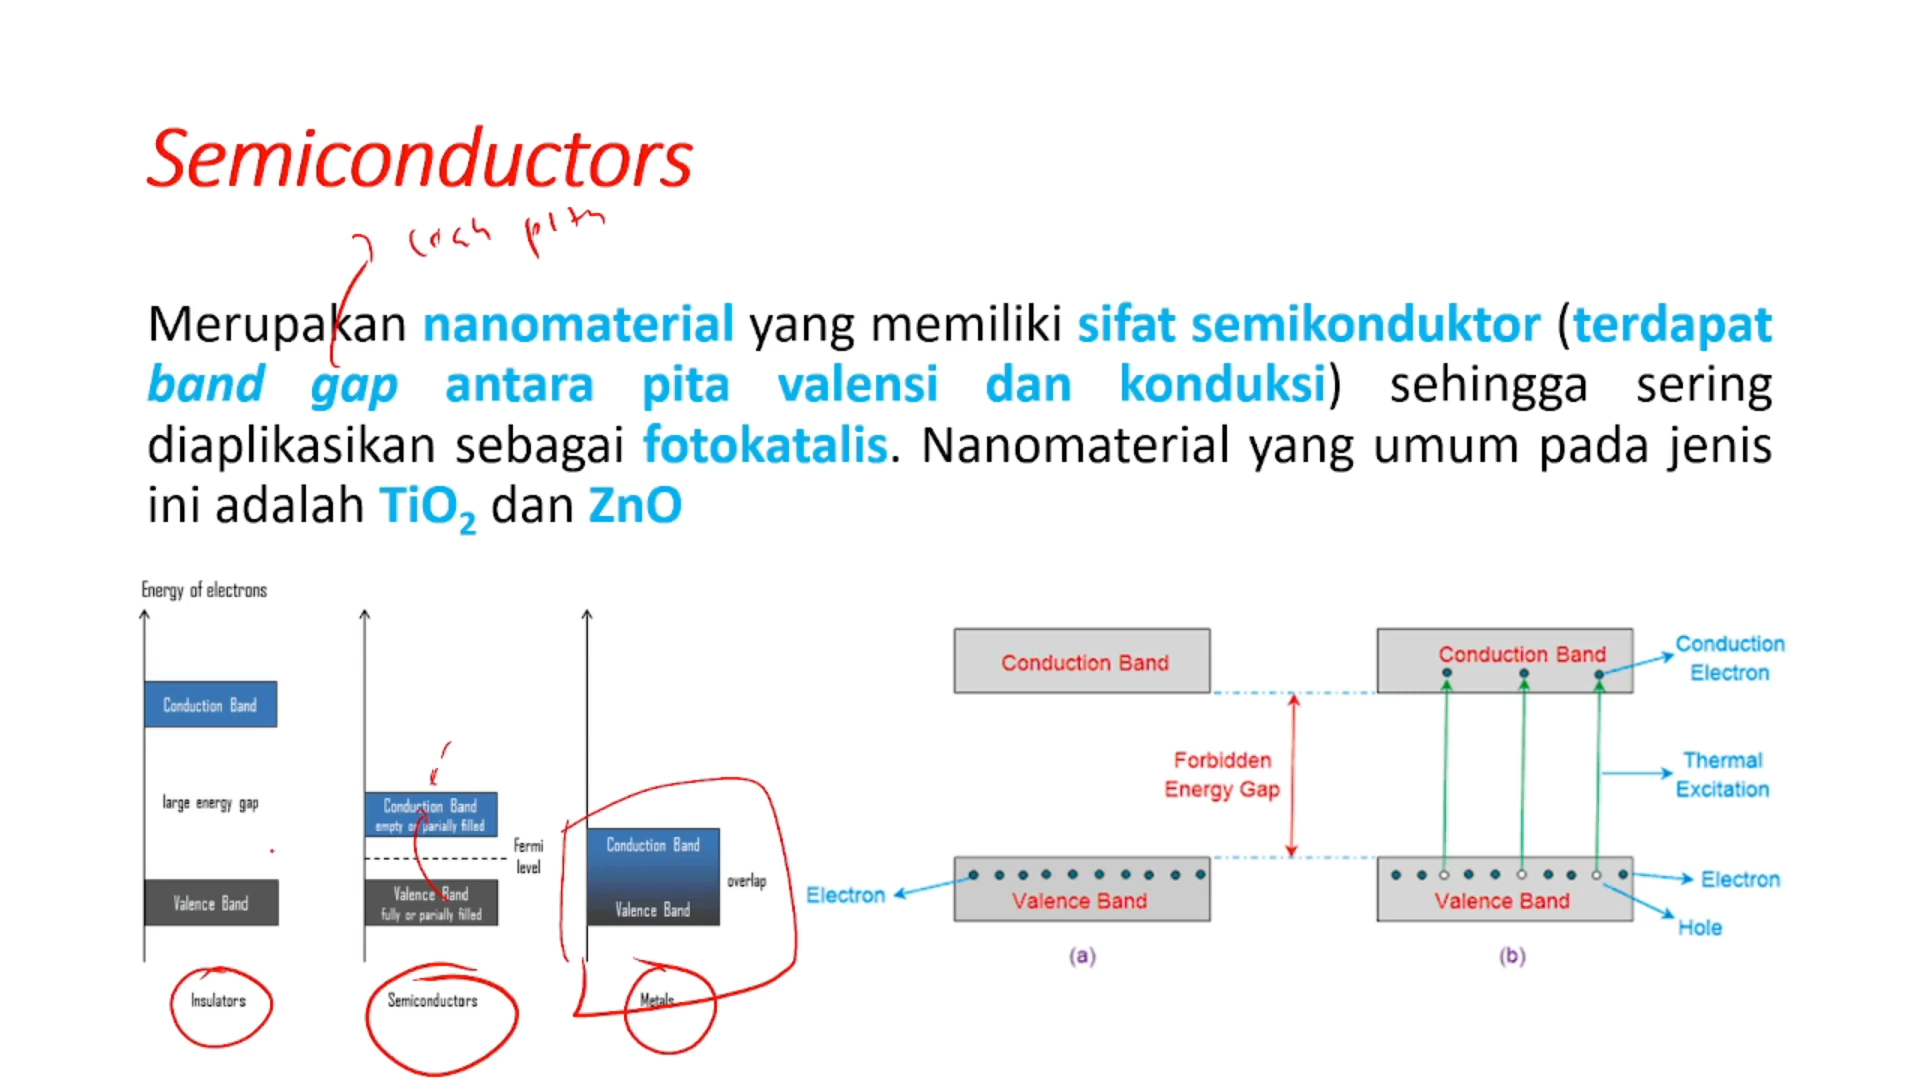 Semiconductors
pita
Merupakan nanomaterial yang memiliki sifat semikonduktor (terdapat
band gap antara pita valensi dan konduksi) sehingga sering
diaplikasikan sebagai fotokatalis. Nanomaterial yang umum pada jenis
ini adalah TiO₂ dan ZnO
Energy of electrons
Conduction Band
large energy gap
Valence Band
Insulators
Conduction Band
empty or parially filled
Fermi
level
Valence Band
fully or parially filled
Semiconductors
Conduction Band
Valence Band
overlap
Metals
Conduction Band
Forbidden
Energy Gap
Electron
Valence Band
(a)
Conduction Band
Conduction
Electron
Thermal
Excitation
Electron
Valence Band
Hole
(b)